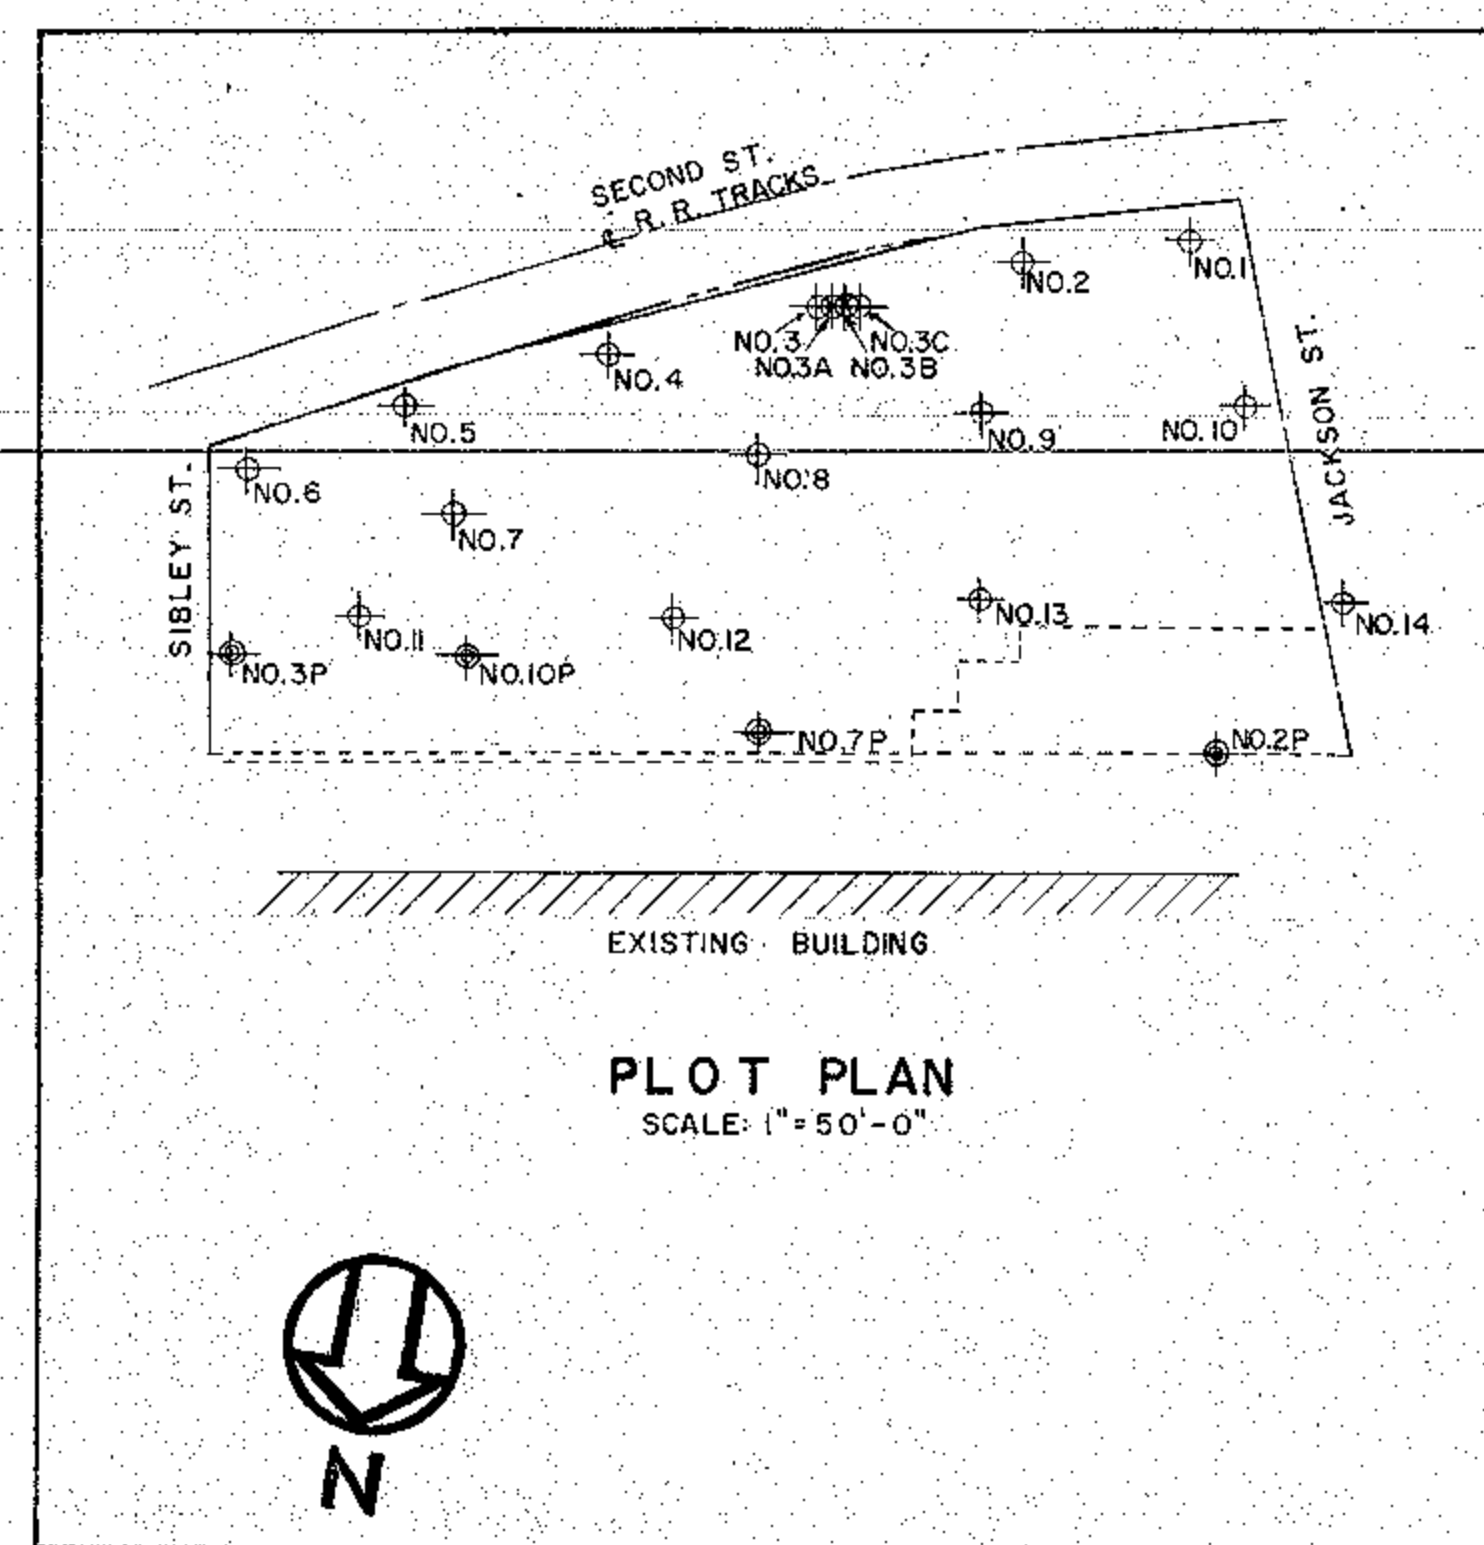 SECOND ST.
℄ R. R. TRACKS
NO.1
NO.2
NO.3
NO.3C
NO.3A
NO.3B
NO.4
NO.5
NO.9
NO.10
JACKSON ST.
SIBLEY ST.
NO.6
NO.8
NO.7
NO.11
NO.12
NO.13
NO.14
NO.3P
NO.10P
NO.7P
NO.2P
EXISTING BUILDING
PLOT PLAN
SCALE: 1" = 50'-0"
N